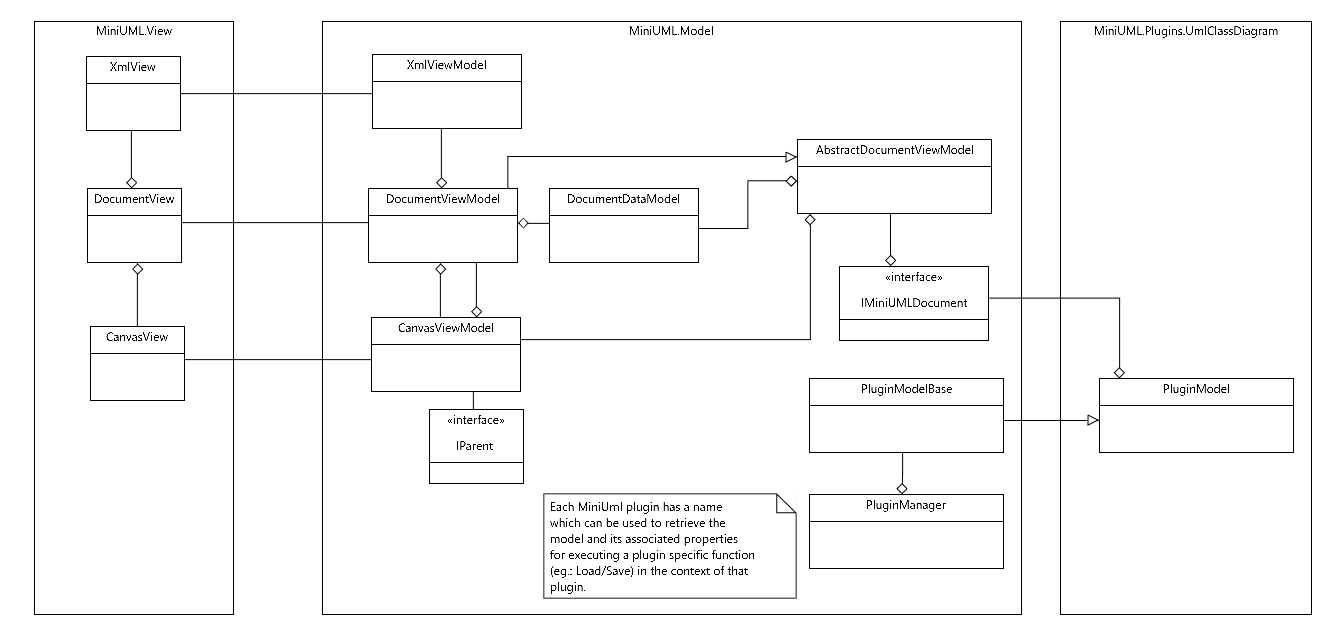 MiniUML.View
XmlView
DocumentView
CanvasView
MiniUML.Model
XmlViewModel
DocumentViewModel
DocumentDataModel
AbstractDocumentViewModel
«interface»
IMiniUMLDocument
CanvasViewModel
«interface»
IParent
PluginModelBase
PluginManager
Each MiniUml plugin has a name
which can be used to retrieve the
model and its associated properties
for executing a plugin specific function
(eg.: Load/Save) in the context of that
plugin.
MiniUML.Plugins.UmlClassDiagram
PluginModel